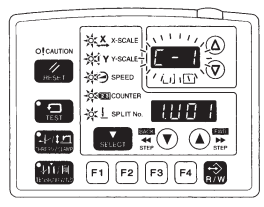 X X-SCALE
CAUTION
Y Y-SCALE
C-1
RESET
SPEED
COUNTER
TEST
SPLIT No.
1.U01
SELECT
BACK
STEP
FWD
STEP
F1
F2
F3
F4
R/W